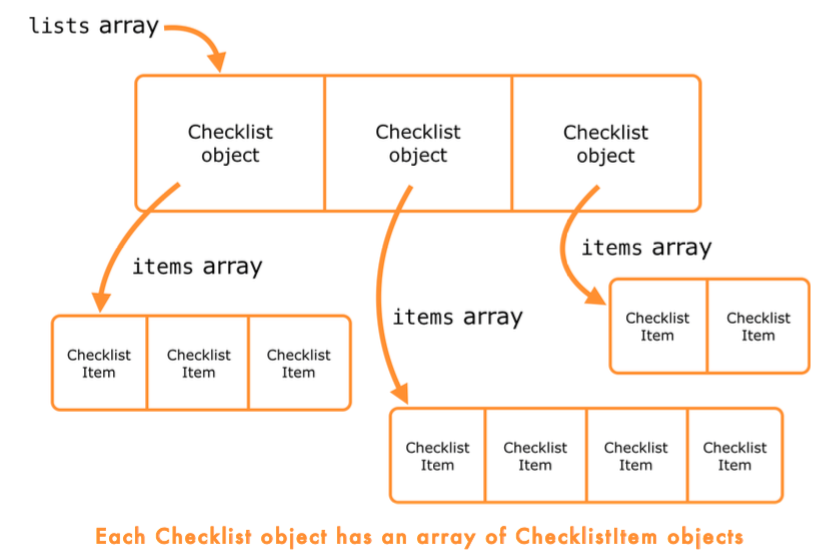 lists array
Checklist
object
Checklist
object
Checklist
object
items array
items array
items array
Checklist
Item
Checklist
Item
Checklist
Item
Checklist
Item
Checklist
Item
Checklist
Item
Checklist
Item
Checklist
Item
Checklist
Item
Each Checklist object has an array of ChecklistItem objects